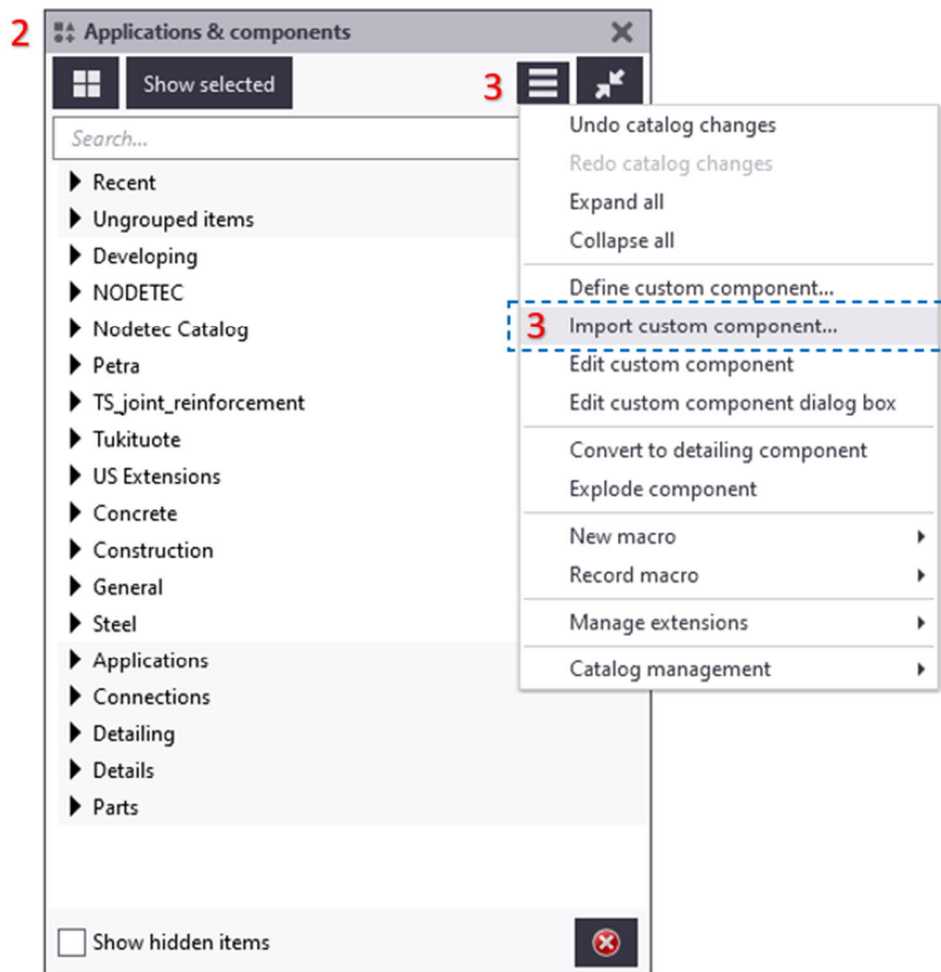 2 Applications & components
Show selected 3
Search...
Recent
Ungrouped items
Developing
NODETEC
Nodetec Catalog
Petra
TS_joint_reinforcement
Tukituote
US Extensions
Concrete
Construction
General
Steel
Applications
Connections
Detailing
Details
Parts
Show hidden items
Undo catalog changes
Redo catalog changes
Expand all
Collapse all
Define custom component...
3 Import custom component...
Edit custom component
Edit custom component dialog box
Convert to detailing component
Explode component
New macro
Record macro
Manage extensions
Catalog management